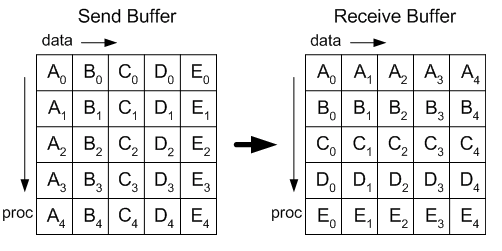 Send Buffer Receive Buffer
data data
A0 B0 C0 D0 E0 A0 A1 A2 A3 A4
A1 B1 C1 D1 E1 B0 B1 B2 B3 B4
A2 B2 C2 D2 E2 C0 C1 C2 C3 C4
A3 B3 C3 D3 E3 D0 D1 D2 D3 D4
proc A4 B4 C4 D4 E4 proc E0 E1 E2 E3 E4